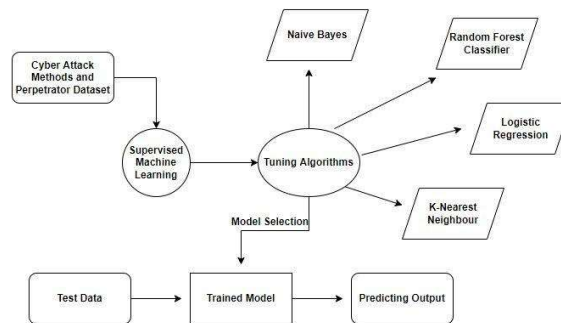 Naive Bayes
Random Forest
Classifier
Cyber Attack
Methods and
Perpetrator Dataset
Logistic
Regression
Supervised
Machine
Learning
Tuning Algorithms
K-Nearest
Neighbour
Model Selection
Test Data
Trained Model
Predicting Output